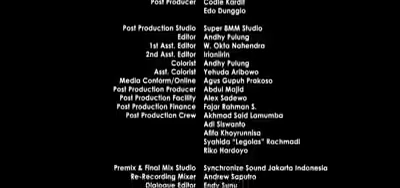 Post Producer Codie Kardif
Edo Dunggio
Post Production Studio Super BMM Studio
Editor Andhy Pulung
1st Asst. Editor W. Okta Nahendra
2nd Asst. Editor Irianirin
Colorist Andhy Pulung
Asst. Colorist Yehuda Aribowo
Media Conform/Online Agus Gupuh Prakoso
Post Production Producer Abdul Majid
Post Production Facility Alex Sadewo
Post Production Finance Fajar Rahman S.
Post Production Crew Akhmad Said Lamumba
Adi Siswanto
Afifa Khoyrunnisa
Syahida "Legolas" Rachmadi
Riko Hardoyo
Premix & Final Mix Studio Synchronize Sound Jakarta Indonesia
Re-Recording Mixer Andrew Saputro
Dialogue Editor Endy Sunu